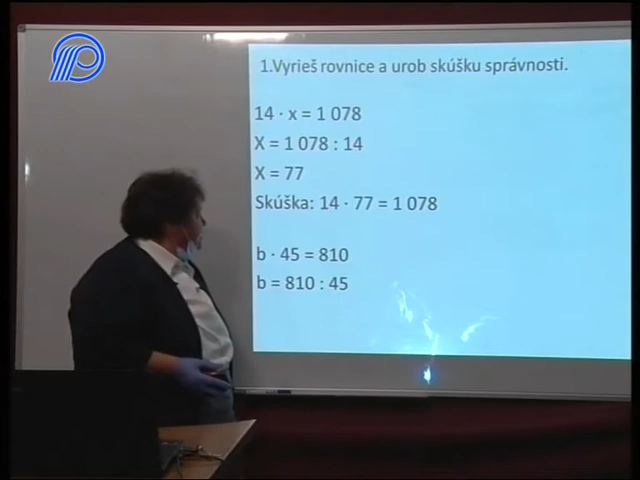 1.Vyrieš rovnice a urob skúšku správnosti.
14 · x = 1 078
X = 1 078 : 14
X = 77
Skúška: 14 · 77 = 1 078
b · 45 = 810
b = 810 : 45